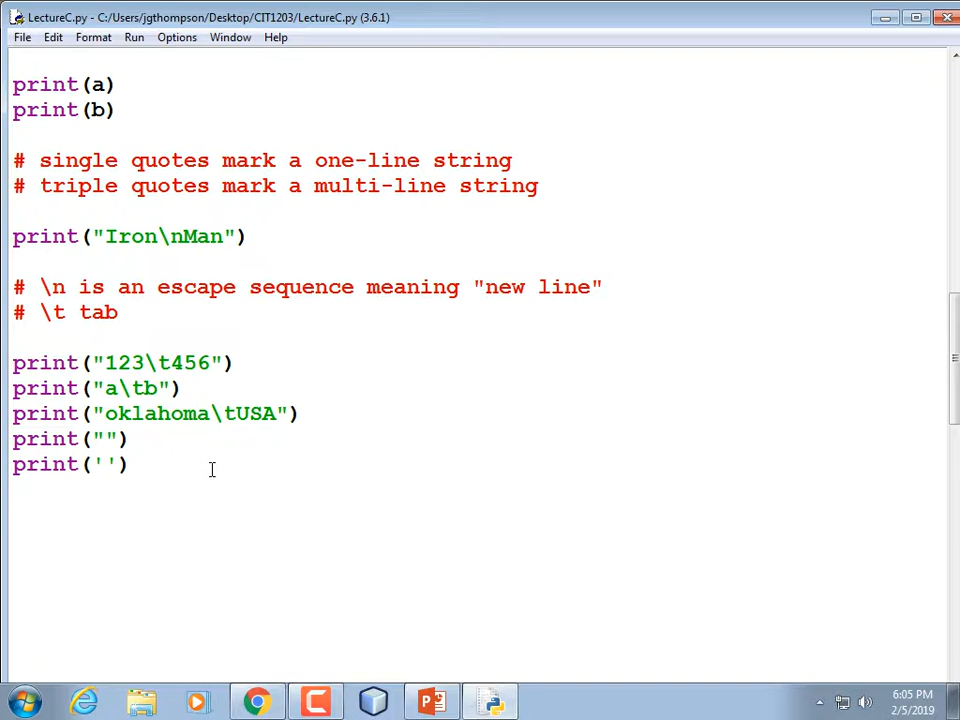 LectureC.py - C:/Users/jgthompson/Desktop/CIT1203/LectureC.py (3.6.1)
File Edit Format Run Options Window Help
print(a)
print(b)
# single quotes mark a one-line string
# triple quotes mark a multi-line string
print("Iron\nMan")
# \n is an escape sequence meaning "new line"
# \t tab
print("123\t456")
print("a\tb")
print("oklahoma\tUSA")
print("")
print('')
6:05 PM
2/5/2019